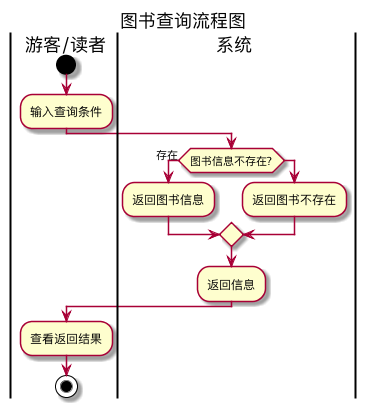 图书查询流程图
游客/读者
系统
输入查询条件
图书信息不存在?
存在
返回图书信息
返回图书不存在
返回信息
查看返回结果